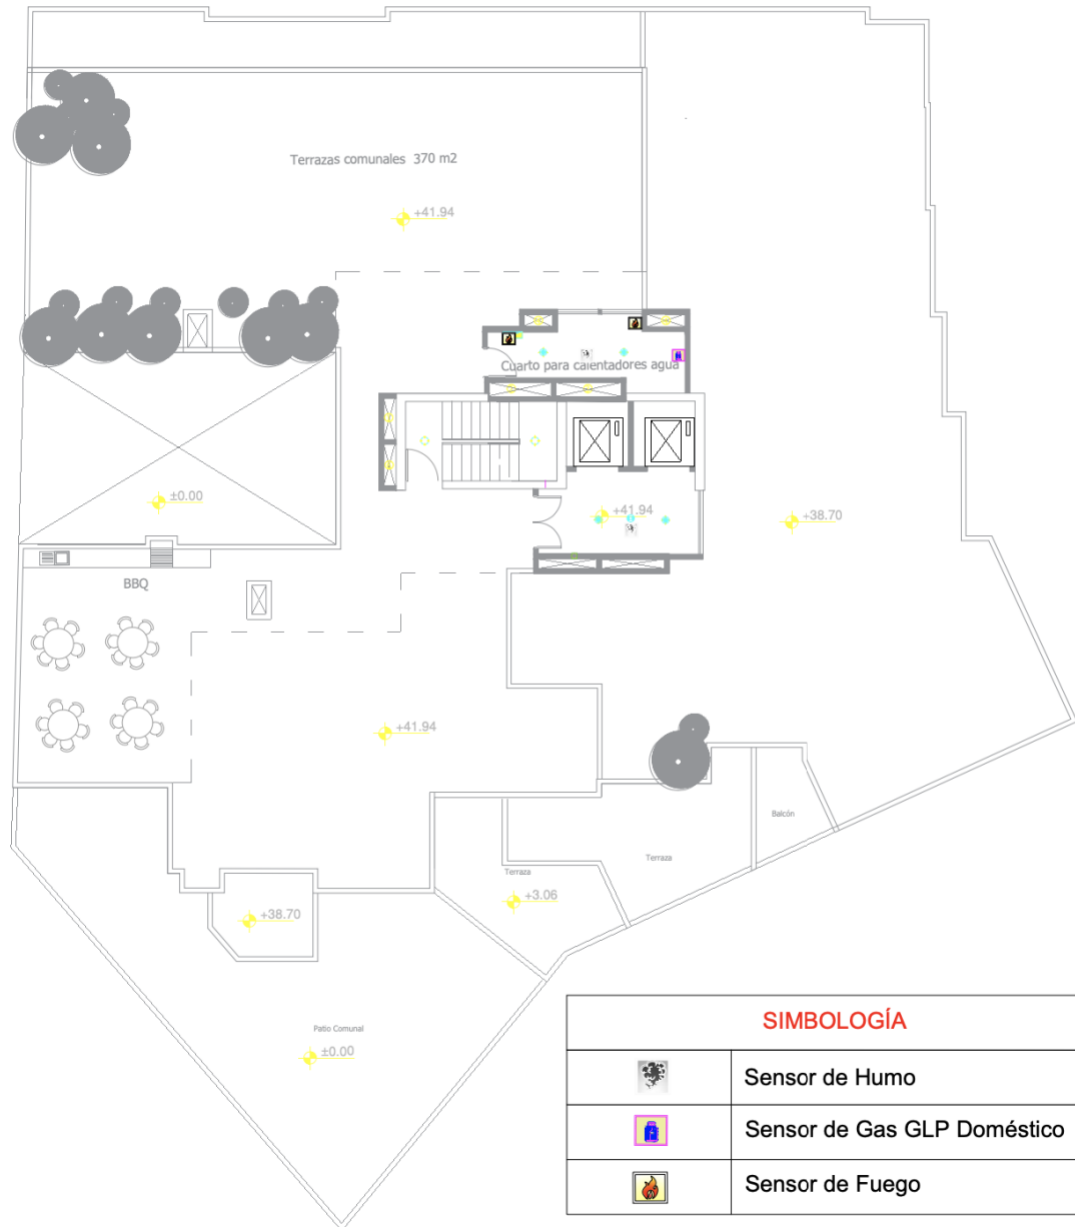 Terrazas comunales 370 m2
+41.94
Cuarto para calentadores agua
±0.00
+41.94
+38.70
BBQ
+41.94
Balcón
Terraza
Terraza
+3.06
+38.70
Patio Comunal
±0.00
SIMBOLOGÍA
Sensor de Humo
Sensor de Gas GLP Doméstico
Sensor de Fuego